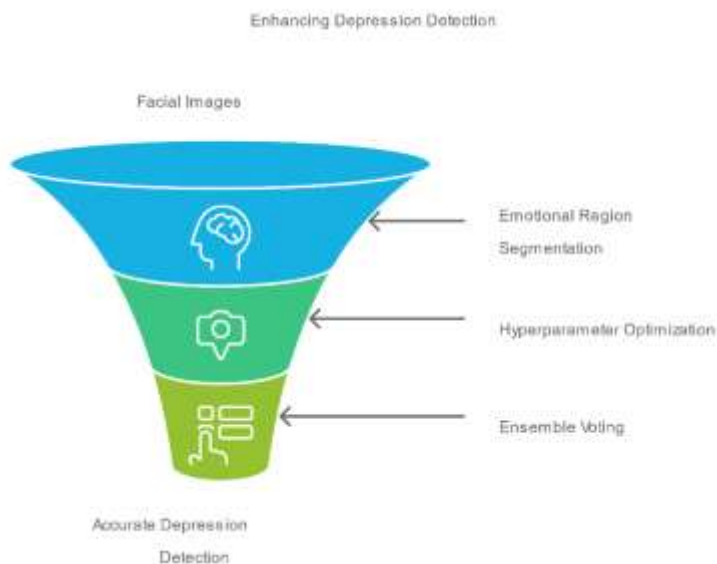 Enhancing Depression Detection
Facial Images
Emotional Region
Segmentation
Hyperparameter Optimization
Ensemble Voting
Accurate Depression
Detection